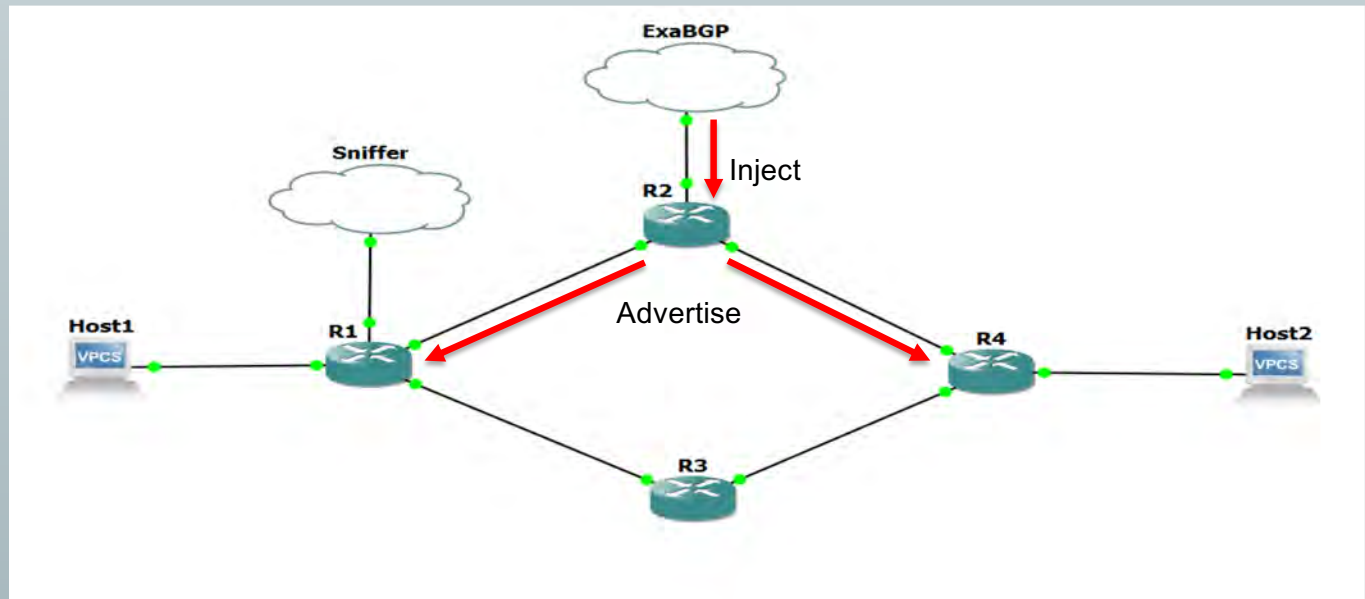 ExaBGP
Sniffer
Inject
R2
Advertise
Host1
VPCS
R1
R4
Host2
VPCS
R3